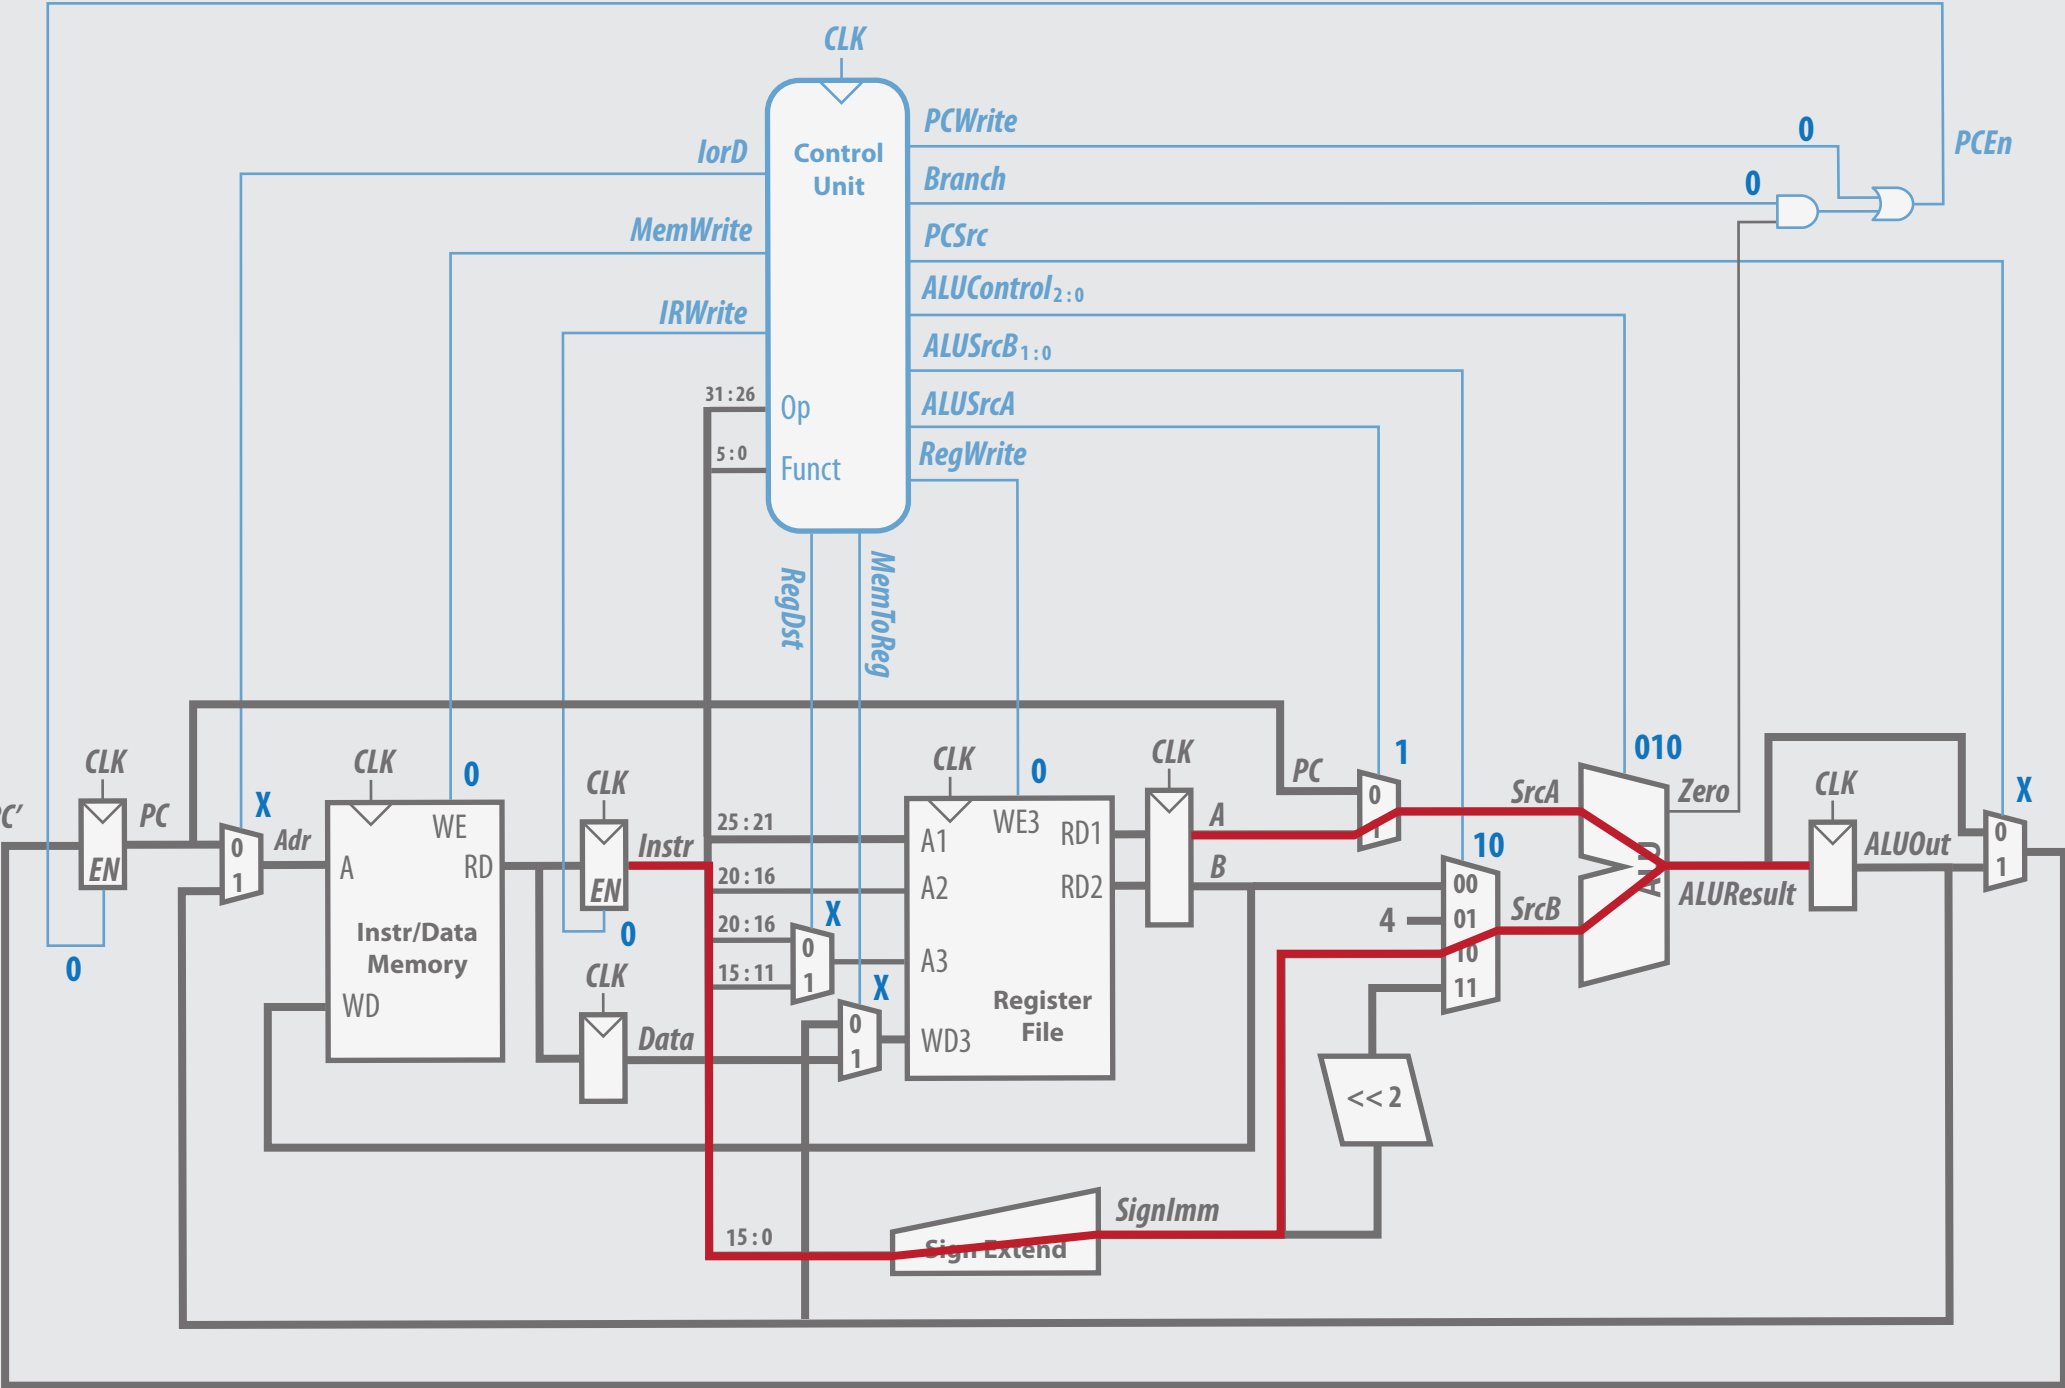 CLK
PCWrite
0
PCEn
IorD
Control
Unit
Branch
0
MemWrite
PCSrc
ALUControl2:0
IRWrite
ALUSrcB1:0
31:26
Op
ALUSrcA
5:0
Funct
RegWrite
RegDst
MemToReg
CLK
PC
EN
0
X
0
1
Adr
CLK
0
WE
A
RD
Instr/Data
Memory
WD
CLK
Instr
EN
0
CLK
Data
25:21
20:16
20:16
15:11
X
0
1
X
0
1
CLK
0
WE3
A1
RD1
A2
RD2
A3
Register
File
WD3
CLK
A
B
PC
1
0
1
SrcA
10
00
4
01
10
11
SrcB
<< 2
010
ALU
Zero
ALUResult
CLK
ALUOut
X
0
1
15:0
Sign Extend
SignImm